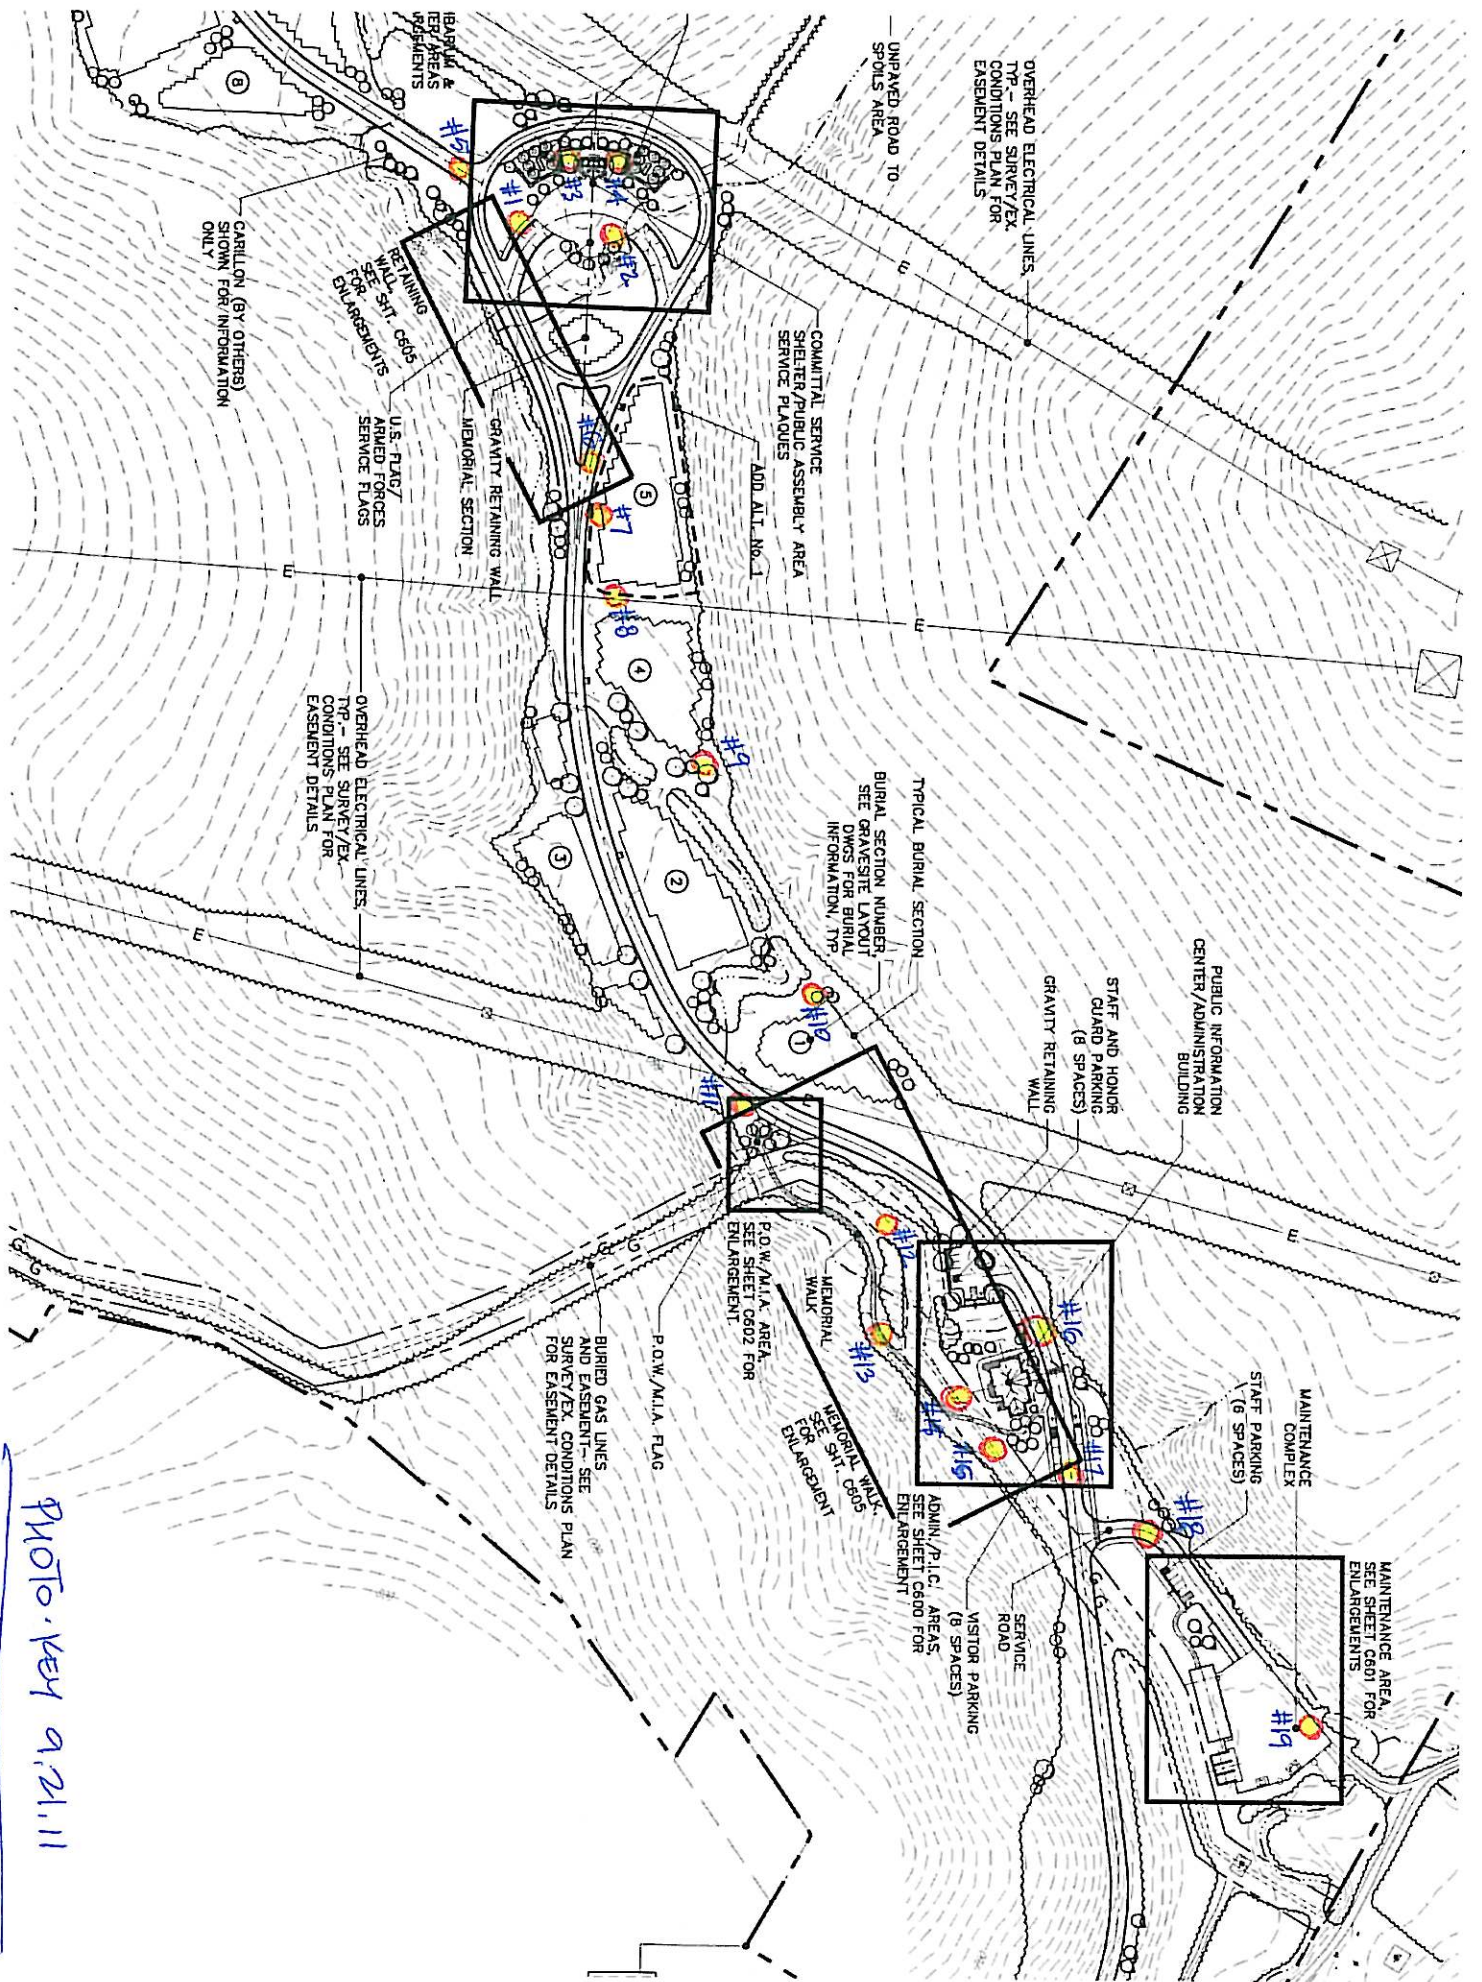 OVERHEAD ELECTRICAL LINES,
TYP.- SEE SURVEY/EX.
CONDITIONS PLAN FOR
EASEMENT DETAILS
UNPAVED ROAD TO
SPOILS AREA
TER AREAS
COMMITTAL SERVICE
SHELTER/PUBLIC ASSEMBLY AREA
SERVICE PLAQUES
ADD ALT. No. 1
#5
#1
#3
#4
#2
8
RETAINING
WALL,
SEE SHT. C605
FOR
ENLARGEMENTS
CARILLON (BY OTHERS)
SHOWN FOR INFORMATION
ONLY
U.S. FLAG/
ARMED FORCES
SERVICE FLAGS
MEMORIAL SECTION
GRAVITY RETAINING WALL
#6
5
#7
#8
4
#9
E
E
E
OVERHEAD ELECTRICAL LINES,
TYP.- SEE SURVEY/EX.
CONDITIONS PLAN FOR
EASEMENT DETAILS
3
2
TYPICAL BURIAL SECTION
BURIAL SECTION NUMBER,
SEE GRAVESITE LAYOUT
DWGS FOR BURIAL
INFORMATION, TYP
#10
1
#11
E
E
PUBLIC INFORMATION
CENTER/ADMINISTRATION
BUILDING
STAFF AND HONOR
GUARD PARKING
(8 SPACES)
GRAVITY RETAINING
WALL
#12
#13
#16
#17
#18
#19
MEMORIAL
WALK
P.O.W./M.I.A. AREA,
SEE SHEET C602 FOR
ENLARGEMENT
P.O.W./M.I.A. FLAG
BURIED GAS LINES
AND EASEMENT- SEE
SURVEY/EX. CONDITIONS PLAN
FOR EASEMENT DETAILS
G
G
G
G
MEMORIAL WALK,
SEE SHT. C605
FOR
ENLARGEMENT
ADMIN./P.I.C. AREAS,
SEE SHEET C600 FOR
ENLARGEMENT
VISITOR PARKING
(8 SPACES)
SERVICE
ROAD
G
G
STAFF PARKING
(6 SPACES)
MAINTENANCE
COMPLEX
MAINTENANCE AREA,
SEE SHEET C601 FOR
ENLARGEMENTS
PHOTO KEY 9.21.11